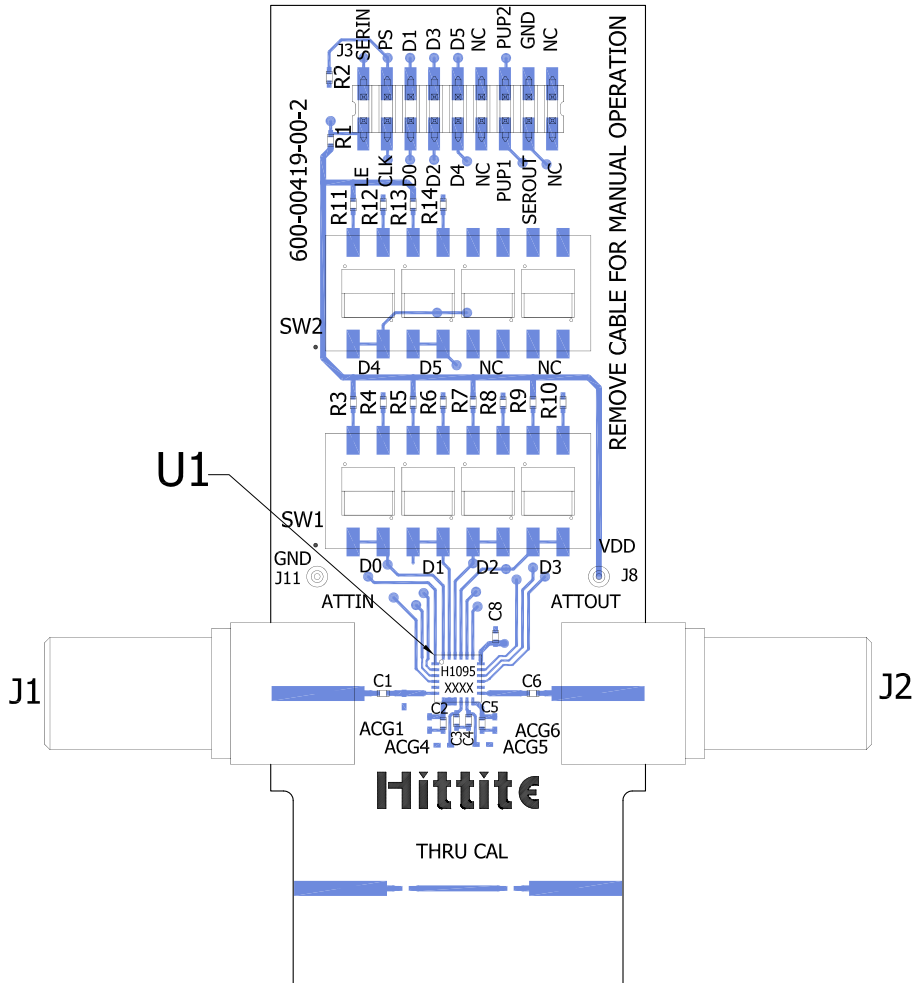 SERIN PS D1 D3 D5 NC PUP2 GND NC
J3
R2
R1
600-00419-00-2
REMOVE CABLE FOR MANUAL OPERATION
LE CLK D0 D2 D4 NC PUP1 SEROUT NC
R11 R12 R13 R14
SW2
D4 D5 NC NC
R3 R4 R5 R6 R7 R8 R9 R10
U1
SW1
GND D0 D1 D2 D3 VDD
J11 J8
ATTIN C8 ATTOUT
H1095
XXXX
J1 C1 C6 J2
C2 C3 C4 C5
ACG1 ACG6
ACG4 ACG5
Hittite
THRU CAL